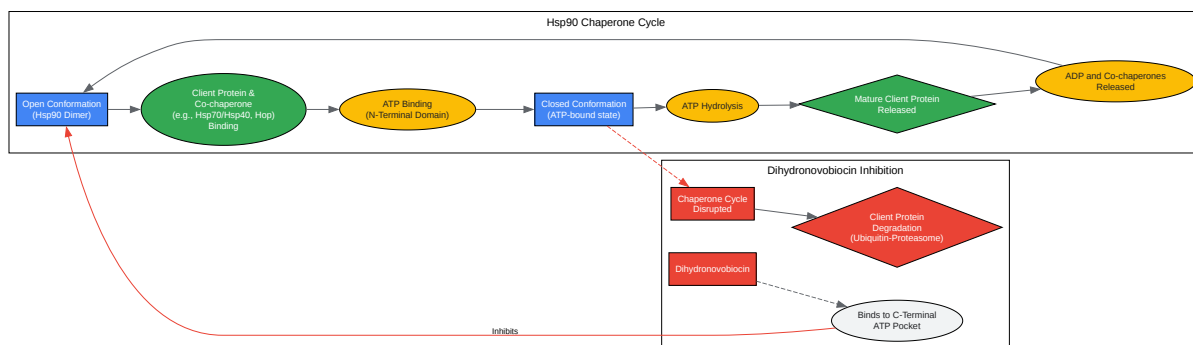 Hsp90 Chaperone Cycle
Open Conformation
(Hsp90 Dimer)
Client Protein &
Co-chaperone
(e.g., Hsp70/Hsp40, Hop)
Binding
ATP Binding
(N-Terminal Domain)
Closed Conformation
(ATP-bound state)
ATP Hydrolysis
Mature Client Protein
Released
ADP and Co-chaperones
Released
Dihydronovobiocin Inhibition
Chaperone Cycle
Disrupted
Client Protein
Degradation
(Ubiquitin-Proteasome)
Dihydronovobiocin
Binds to C-Terminal
ATP Pocket
Inhibits